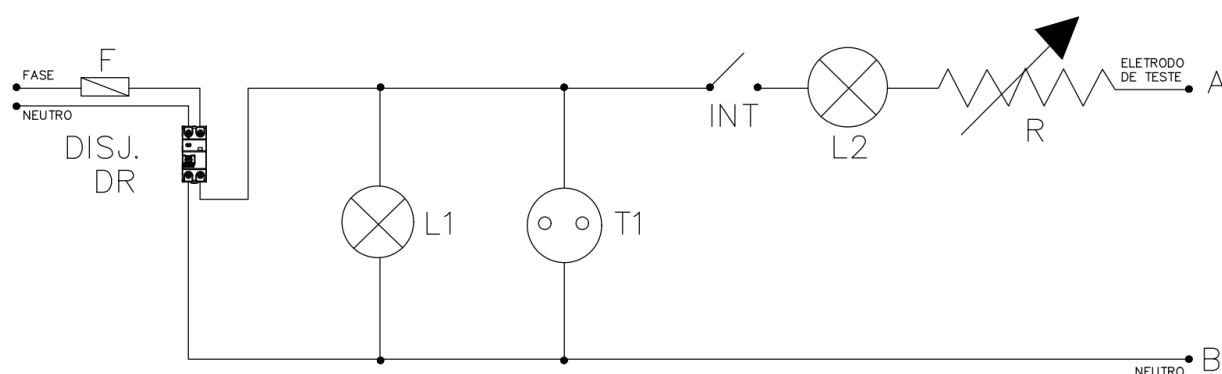 FASE
F
NEUTRO
DISJ.
DR
L1
T1
INT
L2
R
ELETRODO
DE TESTE
A
NEUTRO
B